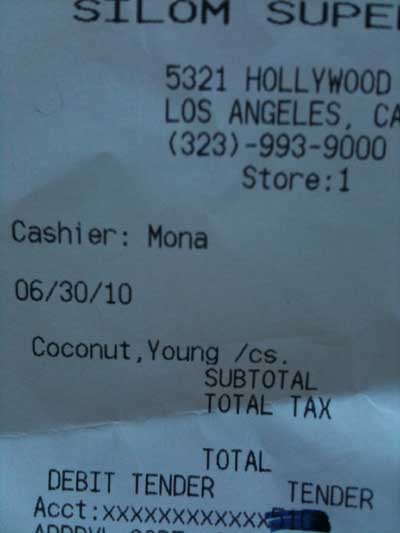 SILOM SUPE
5321 HOLLYWOOD
LOS ANGELES, CA
(323)-993-9000
Store:1
Cashier: Mona
06/30/10
Coconut,Young /cs.
SUBTOTAL
TOTAL TAX
TOTAL
DEBIT TENDER TENDER
Acct:xxxxxxxxxxxx51